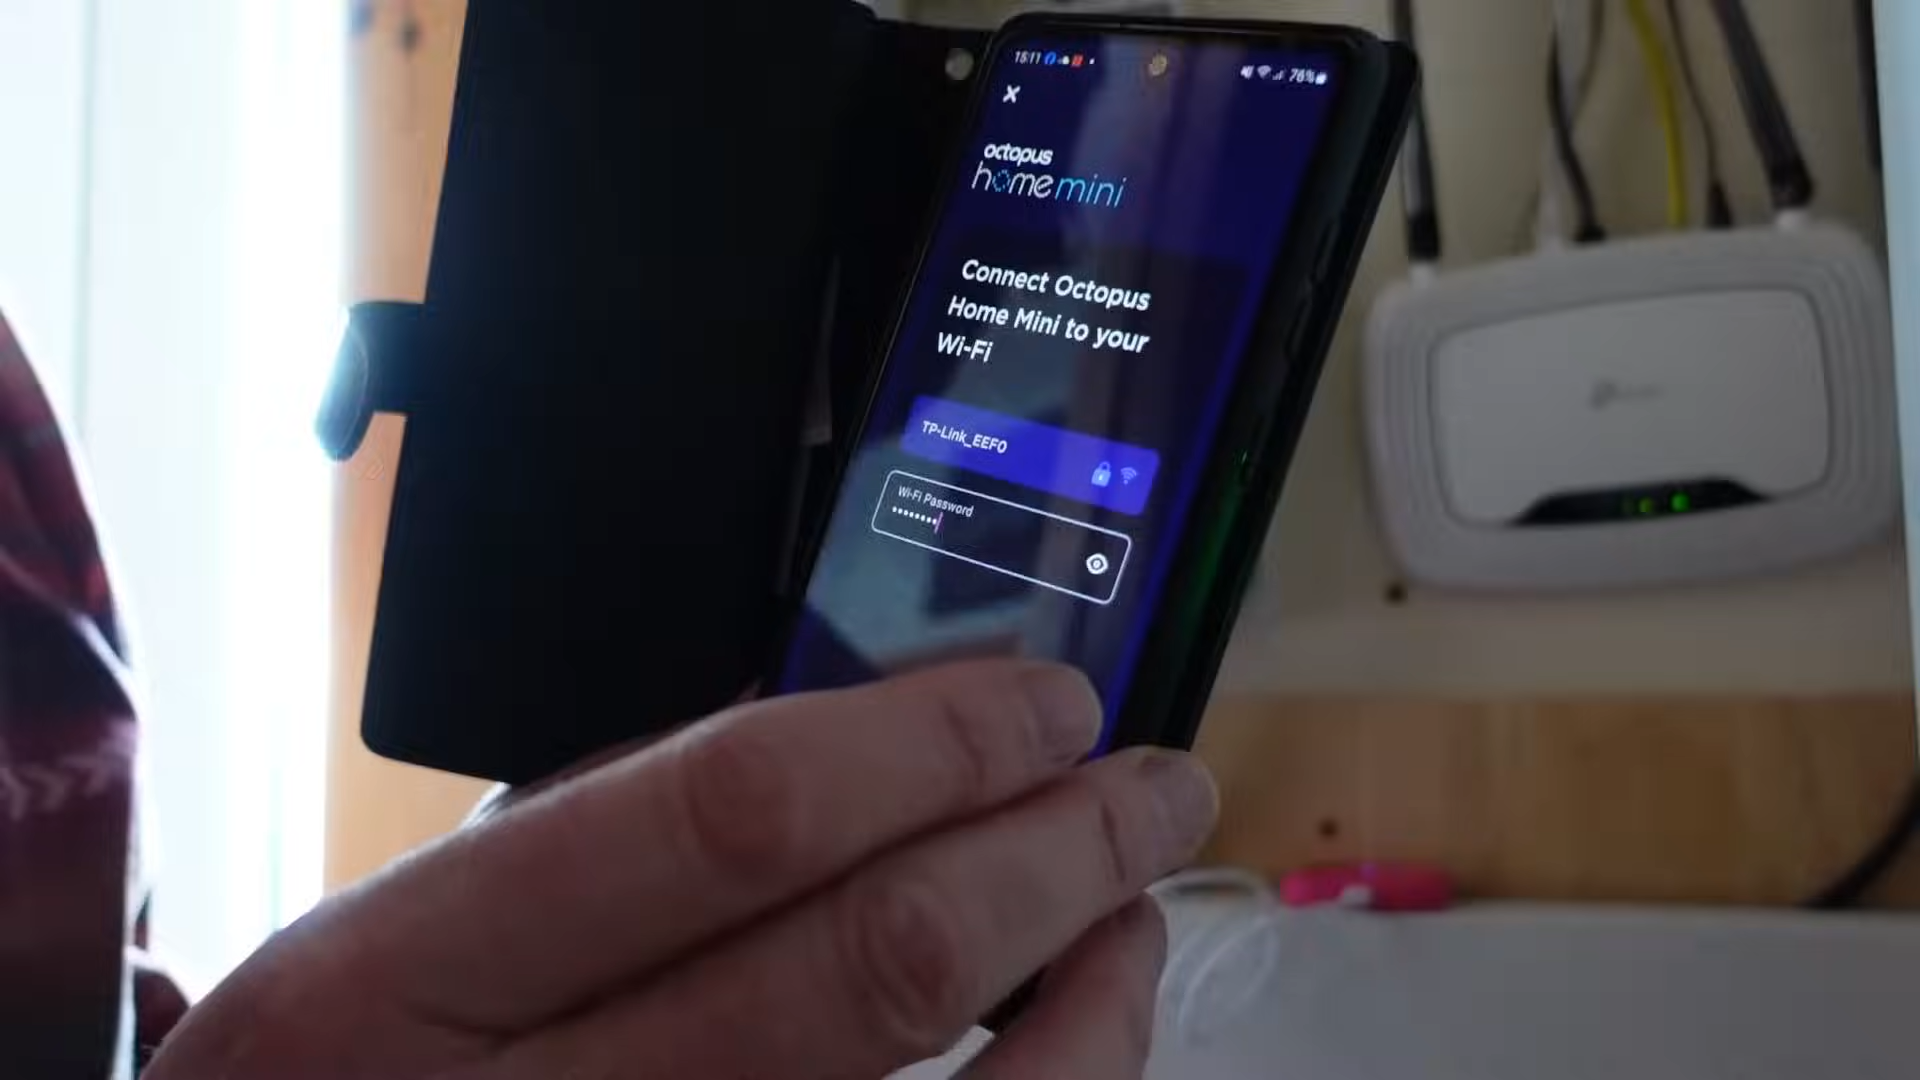 15:11
76%
octopus
home mini
Connect Octopus
Home Mini to your
Wi-Fi
TP-Link_EEF0
Wi-Fi Password
••••••••